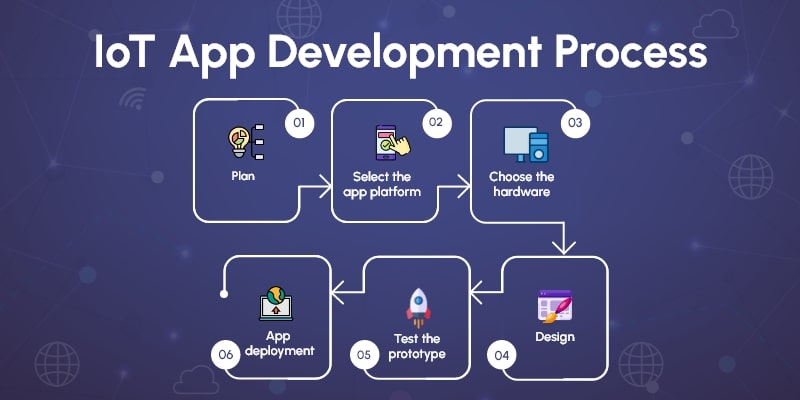 IoT App Development Process
01
Plan
02
Select the
app platform
03
Choose the
hardware
04
Design
05
Test the
prototype
06
App
deployment